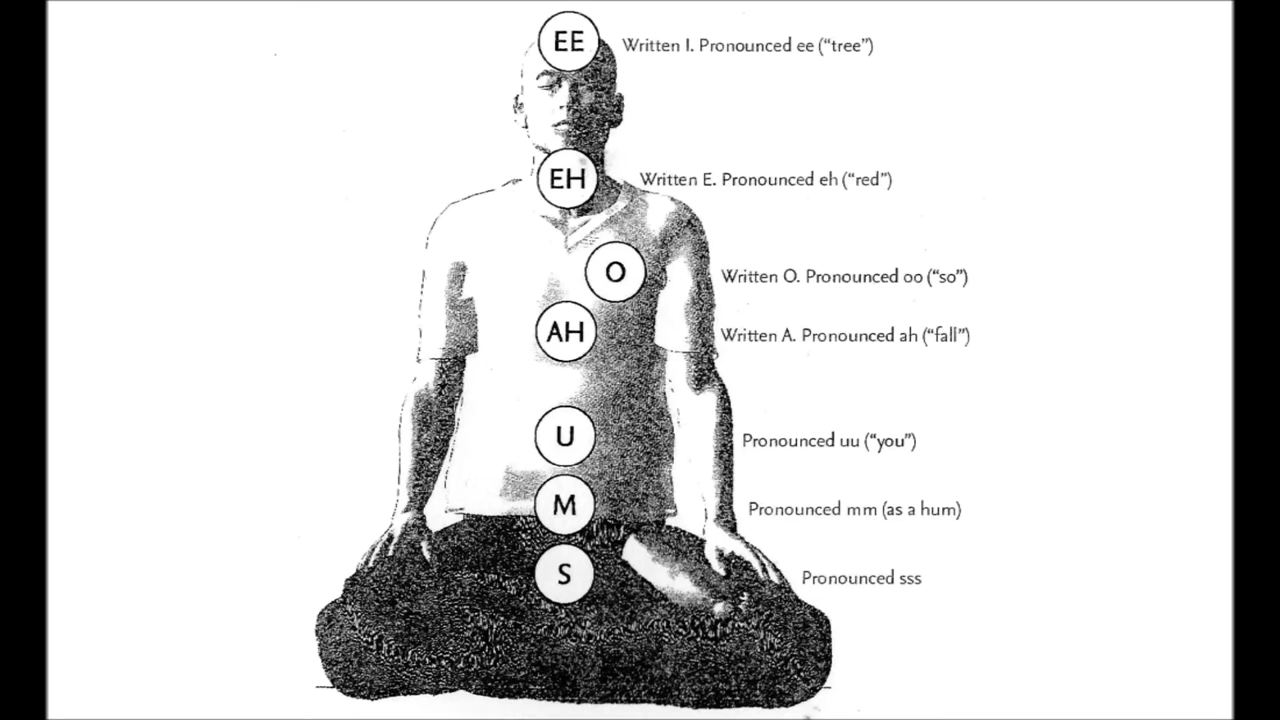 EE Written I. Pronounced ee (“tree”)
EH Written E. Pronounced eh (“red”)
O Written O. Pronounced oo (“so”)
AH Written A. Pronounced ah (“fall”)
U Pronounced uu (“you”)
M Pronounced mm (as a hum)
S Pronounced sss